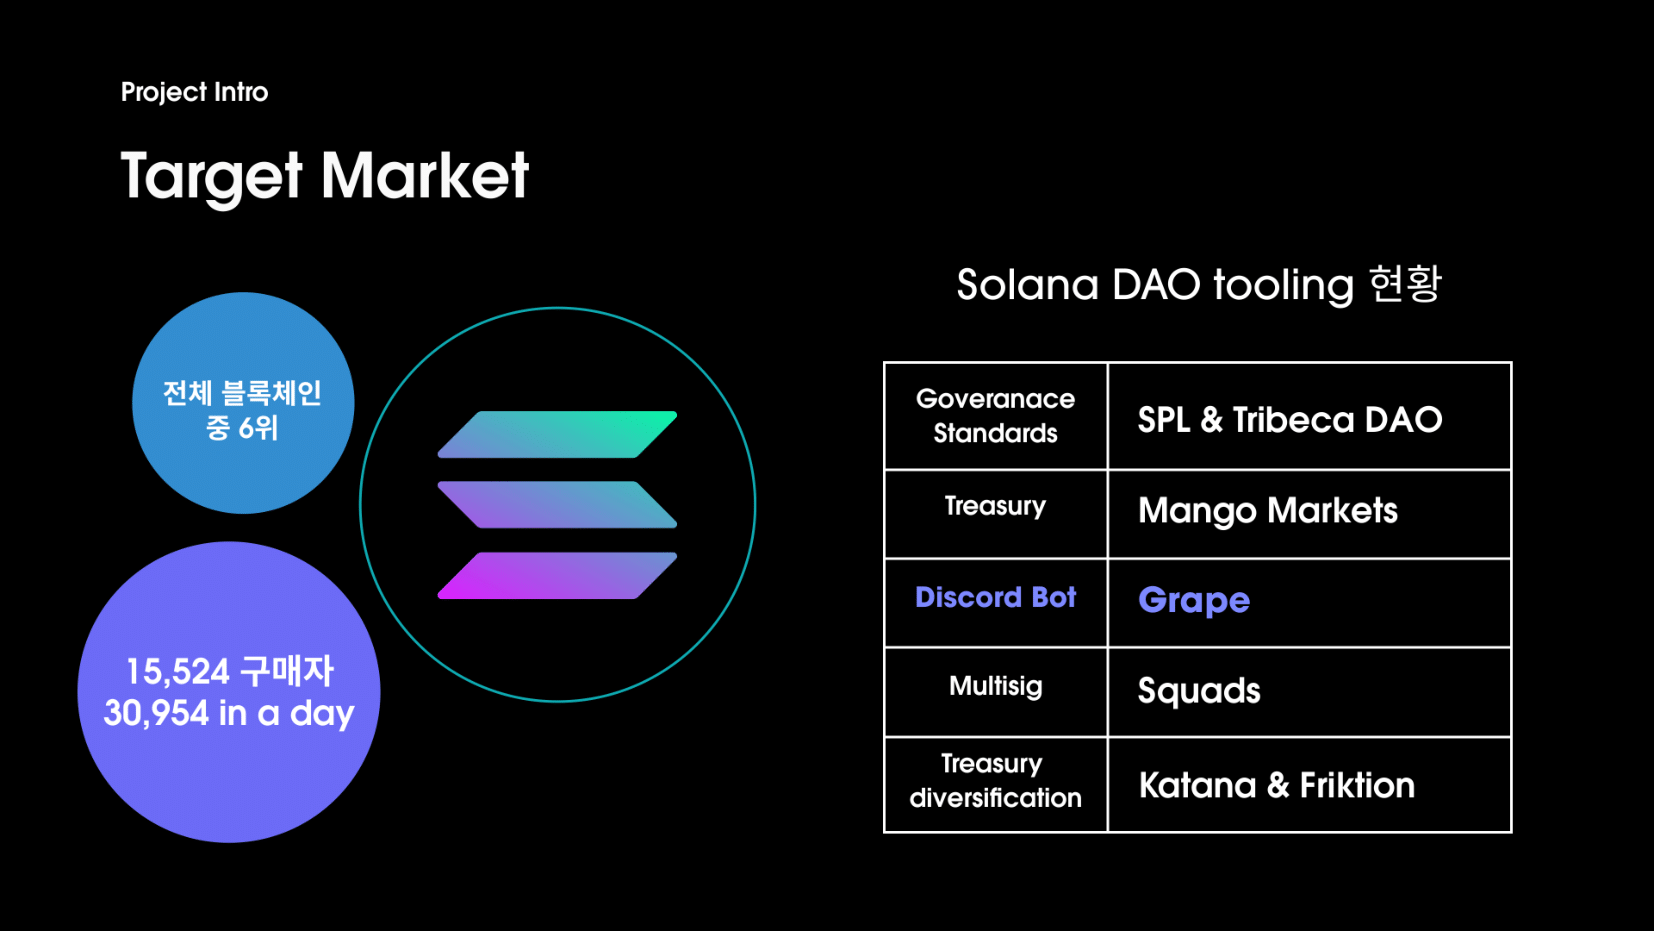 Project Intro
Target Market
전체 블록체인
중 6위
15,524 구매자
30,954 in a day
Solana DAO tooling 현황
Goveranace
Standards
SPL & Tribeca DAO
Treasury
Mango Markets
Discord Bot
Grape
Multisig
Squads
Treasury
diversification
Katana & Friktion